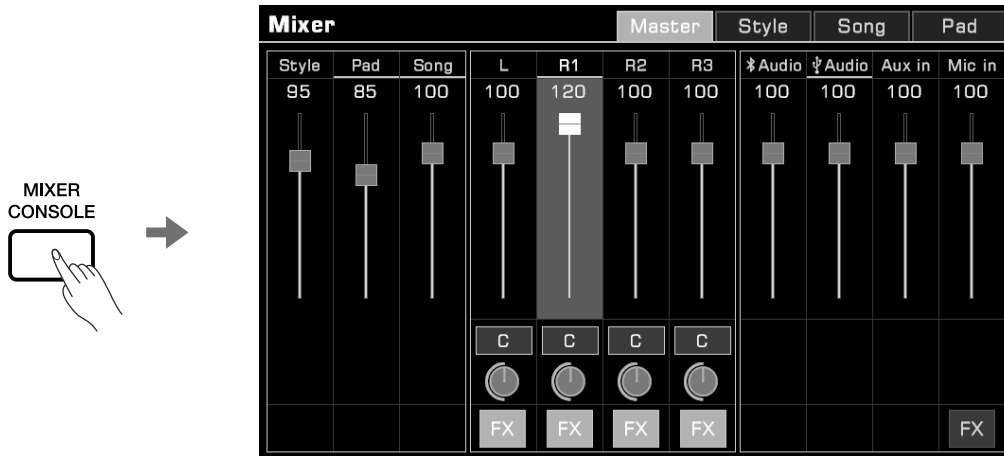 MIXER
CONSOLE
Mixer Master Style Song Pad
Style Pad Song L R1 R2 R3 Audio Audio Aux in Mic in
95 85 100 100 120 100 100 100 100 100 100
C C C C
FX FX FX FX FX